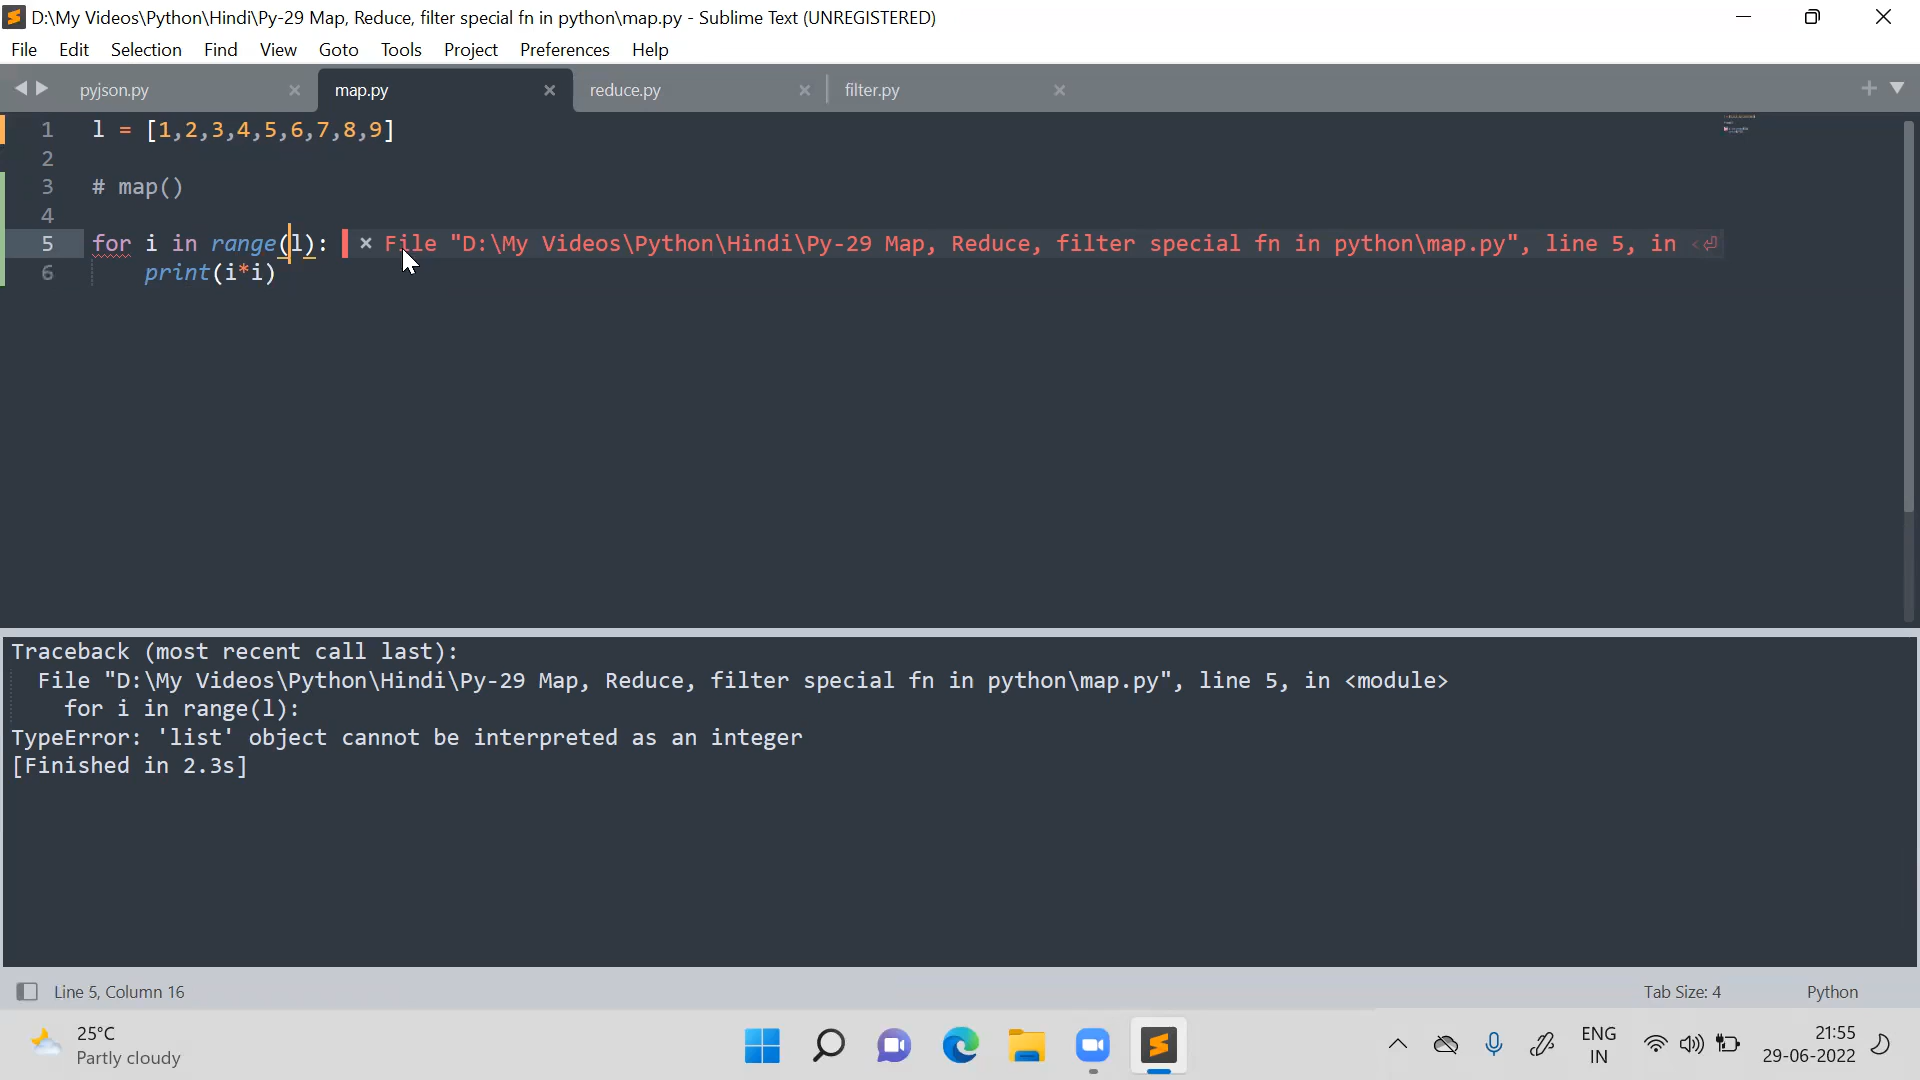 D:\My Videos\Python\Hindi\Py-29 Map, Reduce, filter special fn in python\map.py - Sublime Text (UNREGISTERED)
File Edit Selection Find View Goto Tools Project Preferences Help
pyjson.py map.py reduce.py filter.py
1 l = [1,2,3,4,5,6,7,8,9]
2
3 # map()
4
5 for i in range(l): × File "D:\My Videos\Python\Hindi\Py-29 Map, Reduce, filter special fn in python\map.py", line 5, in <
6 print(i*i)
Traceback (most recent call last):
File "D:\My Videos\Python\Hindi\Py-29 Map, Reduce, filter special fn in python\map.py", line 5, in <module>
for i in range(l):
TypeError: 'list' object cannot be interpreted as an integer
[Finished in 2.3s]
Line 5, Column 16 Tab Size: 4 Python
25°C
Partly cloudy
ENG
IN
21:55
29-06-2022